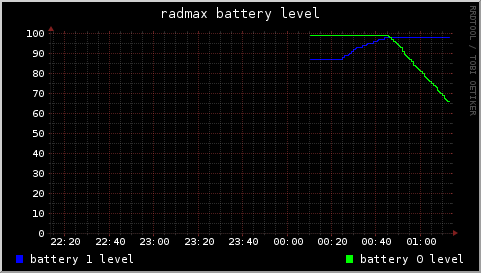 radmax battery level
100
90
80
70
60
50
40
30
20
10
0
22:20 22:40 23:00 23:20 23:40 00:00 00:20 00:40 01:00
battery 1 level battery 0 level
RRDTOOL / TOBI OETIKER